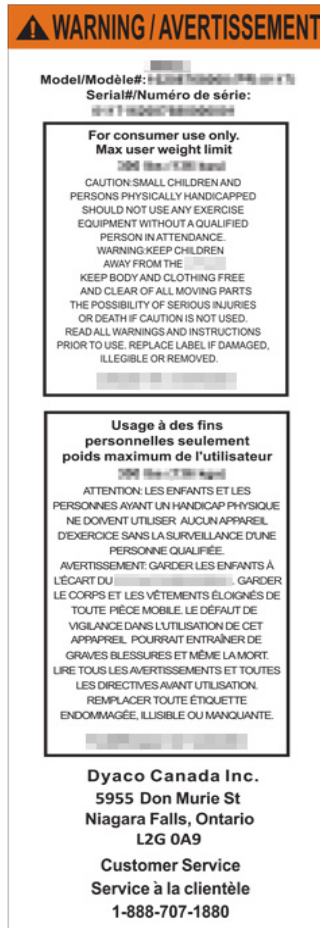 WARNING / AVERTISSEMENT
Model/Modèle#:
Serial#/Numéro de série:
For consumer use only.
Max user weight limit
CAUTION:SMALL CHILDREN AND
PERSONS PHYSICALLY HANDICAPPED
SHOULD NOT USE ANY EXERCISE
EQUIPMENT WITHOUT A QUALIFIED
PERSON IN ATTENDANCE.
WARNING:KEEP CHILDREN
AWAY FROM THE
KEEP BODY AND CLOTHING FREE
AND CLEAR OF ALL MOVING PARTS
THE POSSIBILITY OF SERIOUS INJURIES
OR DEATH IF CAUTION IS NOT USED.
READ ALL WARNINGS AND INSTRUCTIONS
PRIOR TO USE. REPLACE LABEL IF DAMAGED,
ILLEGIBLE OR REMOVED.
Usage à des fins
personnelles seulement
poids maximum de l'utilisateur
ATTENTION: LES ENFANTS ET LES
PERSONNES AYANT UN HANDICAP PHYSIQUE
NE DOIVENT UTILISER AUCUN APPAREIL
D'EXERCICE SANS LA SURVEILLANCE D'UNE
PERSONNE QUALIFIÉE.
AVERTISSEMENT: GARDER LES ENFANTS À
L'ÉCART DU . GARDER
LE CORPS ET LES VÊTEMENTS ÉLOIGNÉS DE
TOUTE PIÈCE MOBILE. LE DÉFAUT DE
VIGILANCE DANS L'UTILISATION DE CET
APPAPREIL POURRAIT ENTRAÎNER DE
GRAVES BLESSURES ET MÊME LA MORT.
LIRE TOUS LES AVERTISSEMENTS ET TOUTES
LES DIRECTIVES AVANT UTILISATION.
REMPLACER TOUTE ÉTIQUETTE
ENDOMMAGÉE, ILLISIBLE OU MANQUANTE.
Dyaco Canada Inc.
5955 Don Murie St
Niagara Falls, Ontario
L2G 0A9
Customer Service
Service à la clientèle
1-888-707-1880